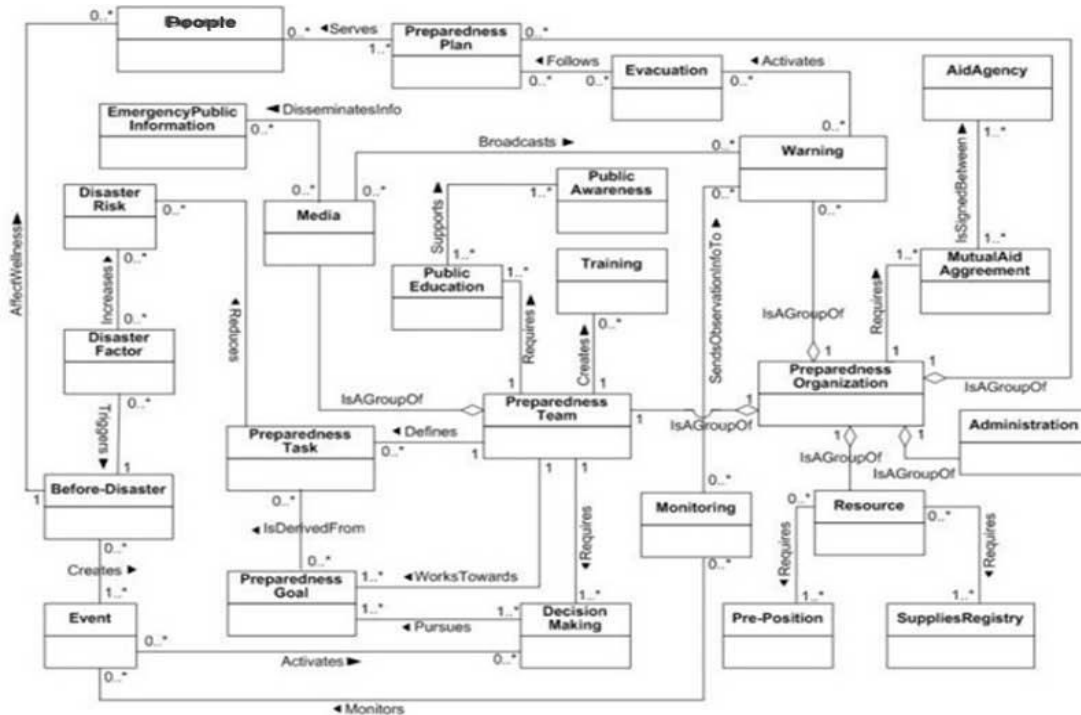 0..*
People
0..*
◄Serves
1..*
Preparedness
Plan
0..*
◄Follows
0..*
0..*
Evacuation
◄Activates
0..*
0..*
AidAgency
1..*
EmergencyPublic
Information
◄DisseminatesInfo
0..*
Broadcasts ►
0..*
Warning
IsSignedBetween►
Disaster
Risk
0..*
0..*
0..*
Media
Supports►
1..*
Public
Awareness
0..*
0..*
1..*
AffectWellness►
0..*
Increases►
0..*
1..*
Public
Education
1..*
Training
SendsObservationInfoTo►
1..*
MutualAid
Aggreement
Requires►
Disaster
Factor
◄Reduces
Requires►
Creates►
0..*
IsAGroupOf
1
1
1
0..*
Triggers►
1
IsAGroupOf
1
1
Preparedness
Team
1
1
IsAGroupOf
Preparedness
Organization
1
IsAGroupOf
Preparedness
Task
◄Defines
0..*
1
1
1
1
1
IsAGroupOf
IsAGroupOf
Administration
1
Before-Disaster
0..*
0..*
◄IsDerivedFrom
◄Requires
0..*
Monitoring
0..*
Resource
0..*
Creates ►
1..*
0..*
Preparedness
Goal
1..*
◄WorksTowards
0..*
◄Requires
◄Requires
Event
1..*
◄Pursues
1..*
1..*
Decision
Making
1..*
Pre-Position
1..*
SuppliesRegistry
0..*
Activates►
0..*
0..*
◄Monitors